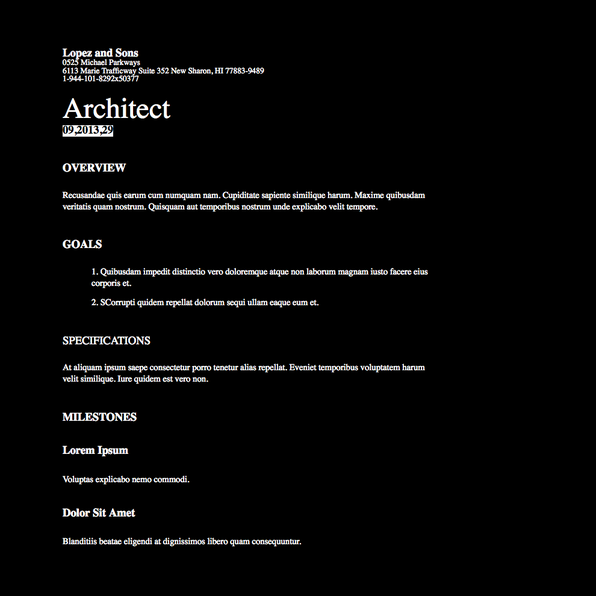 Lopez and Sons
0525 Michael Parkways
6113 Marie Trafficway Suite 352 New Sharon, HI 77883-9489
1-944-101-8292x50377
Architect
09,2013,29
OVERVIEW
Recusandae quis earum cum numquam nam. Cupiditate sapiente similique harum. Maxime quibusdam
veritatis quam nostrum. Quisquam aut temporibus nostrum unde explicabo velit tempore.
GOALS
1. Quibusdam impedit distinctio vero doloremque atque non laborum magnam iusto facere eius
corporis et.
2. SCorrupti quidem repellat dolorum sequi ullam eaque eum et.
SPECIFICATIONS
At aliquam ipsum saepe consectetur porro tenetur alias repellat. Eveniet temporibus voluptatem harum
velit similique. Iure quidem est vero non.
MILESTONES
Lorem Ipsum
Voluptas explicabo nemo commodi.
Dolor Sit Amet
Blanditiis beatae eligendi at dignissimos libero quam consequuntur.